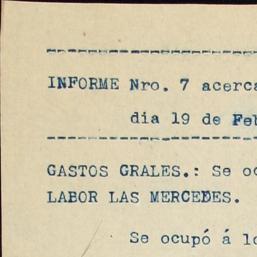 INFORME Nro. 7 acerca
dia 19 de Feb
GASTOS GRALES.: Se oc
LABOR LAS MERCEDES.
Se ocupó á lo